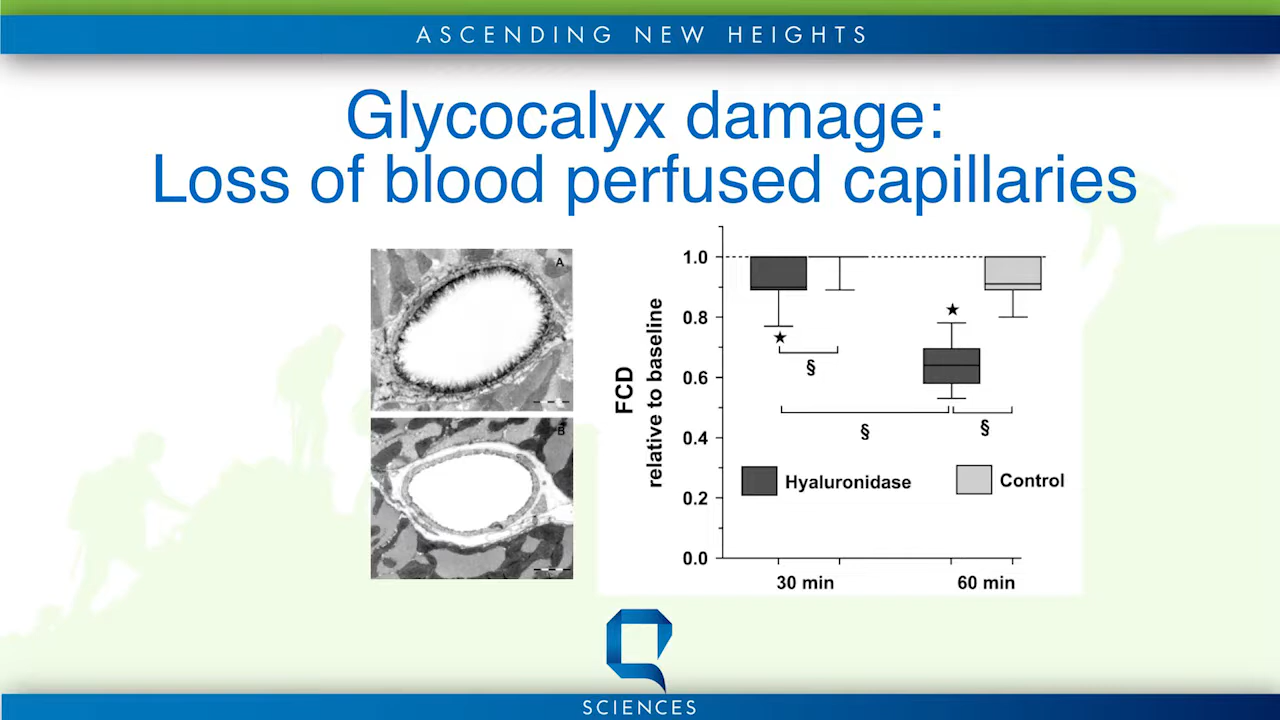 ASCENDING NEW HEIGHTS
Glycocalyx damage:
Loss of blood perfused capillaries
A
B
FCD
relative to baseline
1.0
0.8
0.6
0.4
0.2
0.0
★
§
§
★
§
Hyaluronidase
Control
30 min
60 min
SCIENCES